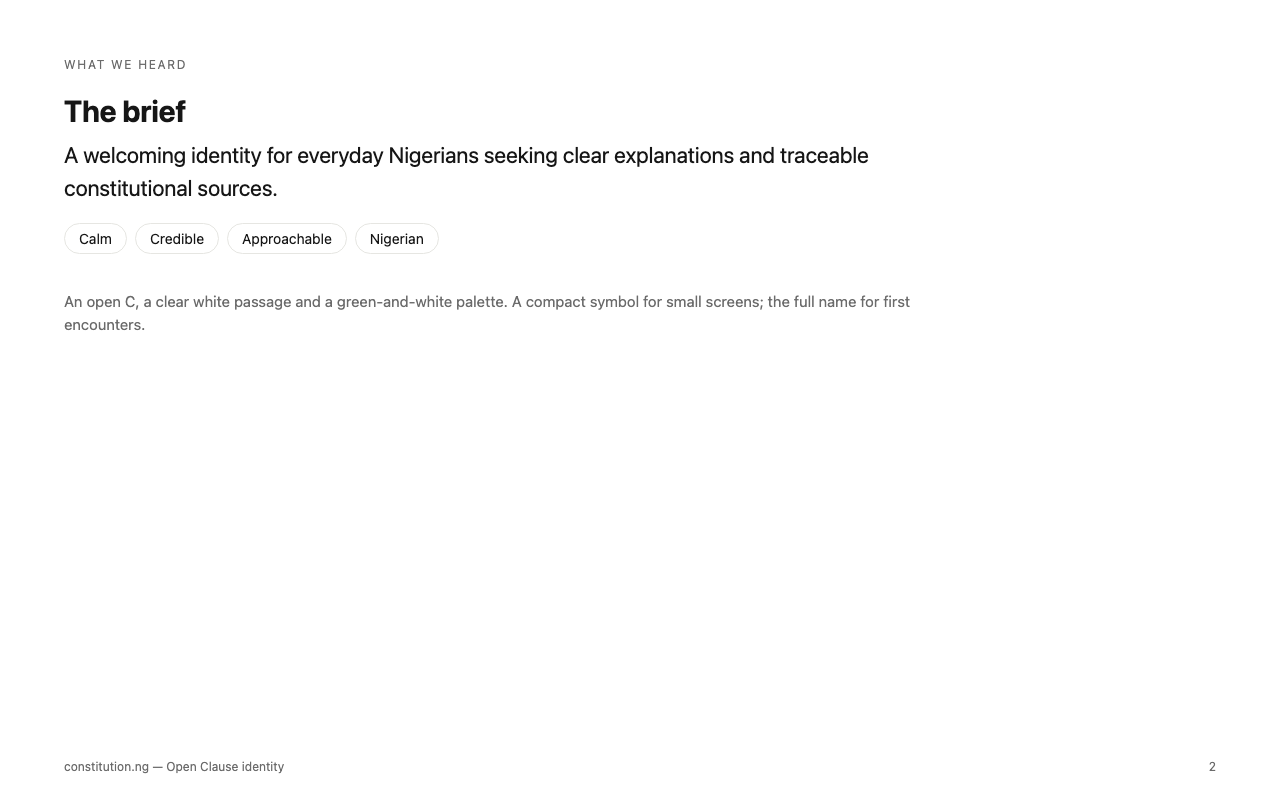 WHAT WE HEARD
The brief
A welcoming identity for everyday Nigerians seeking clear explanations and traceable
constitutional sources.
Calm Credible Approachable Nigerian
An open C, a clear white passage and a green-and-white palette. A compact symbol for small screens; the full name for first
encounters.
constitution.ng — Open Clause identity 2